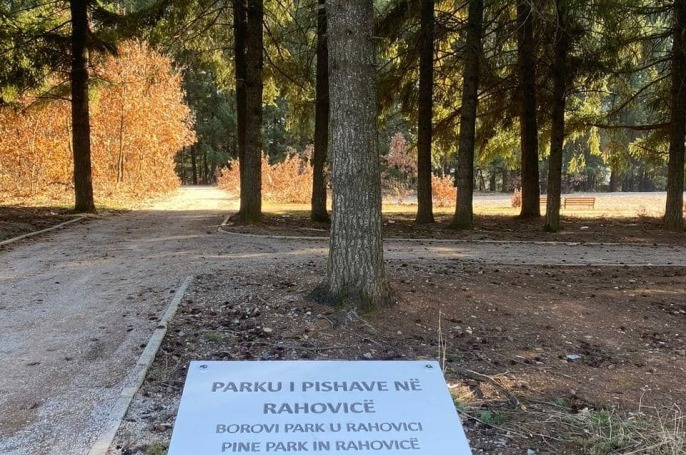 PARKU I PISHAVE NË
RAHOVICË
BOROVI PARK U RAHOVICI
PINE PARK IN RAHOVICË